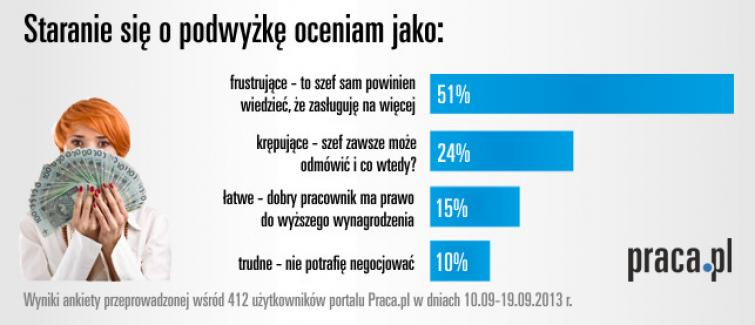 Staranie się o podwyżkę oceniam jako:
frustrujące - to szef sam powinien
wiedzieć, że zasługuję na więcej
51%
krępujące - szef zawsze może
odmówić i co wtedy?
24%
łatwe - dobry pracownik ma prawo
do wyższego wynagrodzenia
15%
trudne - nie potrafię negocjować
10%
praca.pl
Wyniki ankiety przeprowadzonej wśród 412 użytkowników portalu Praca.pl w dniach 10.09-19.09.2013 r.